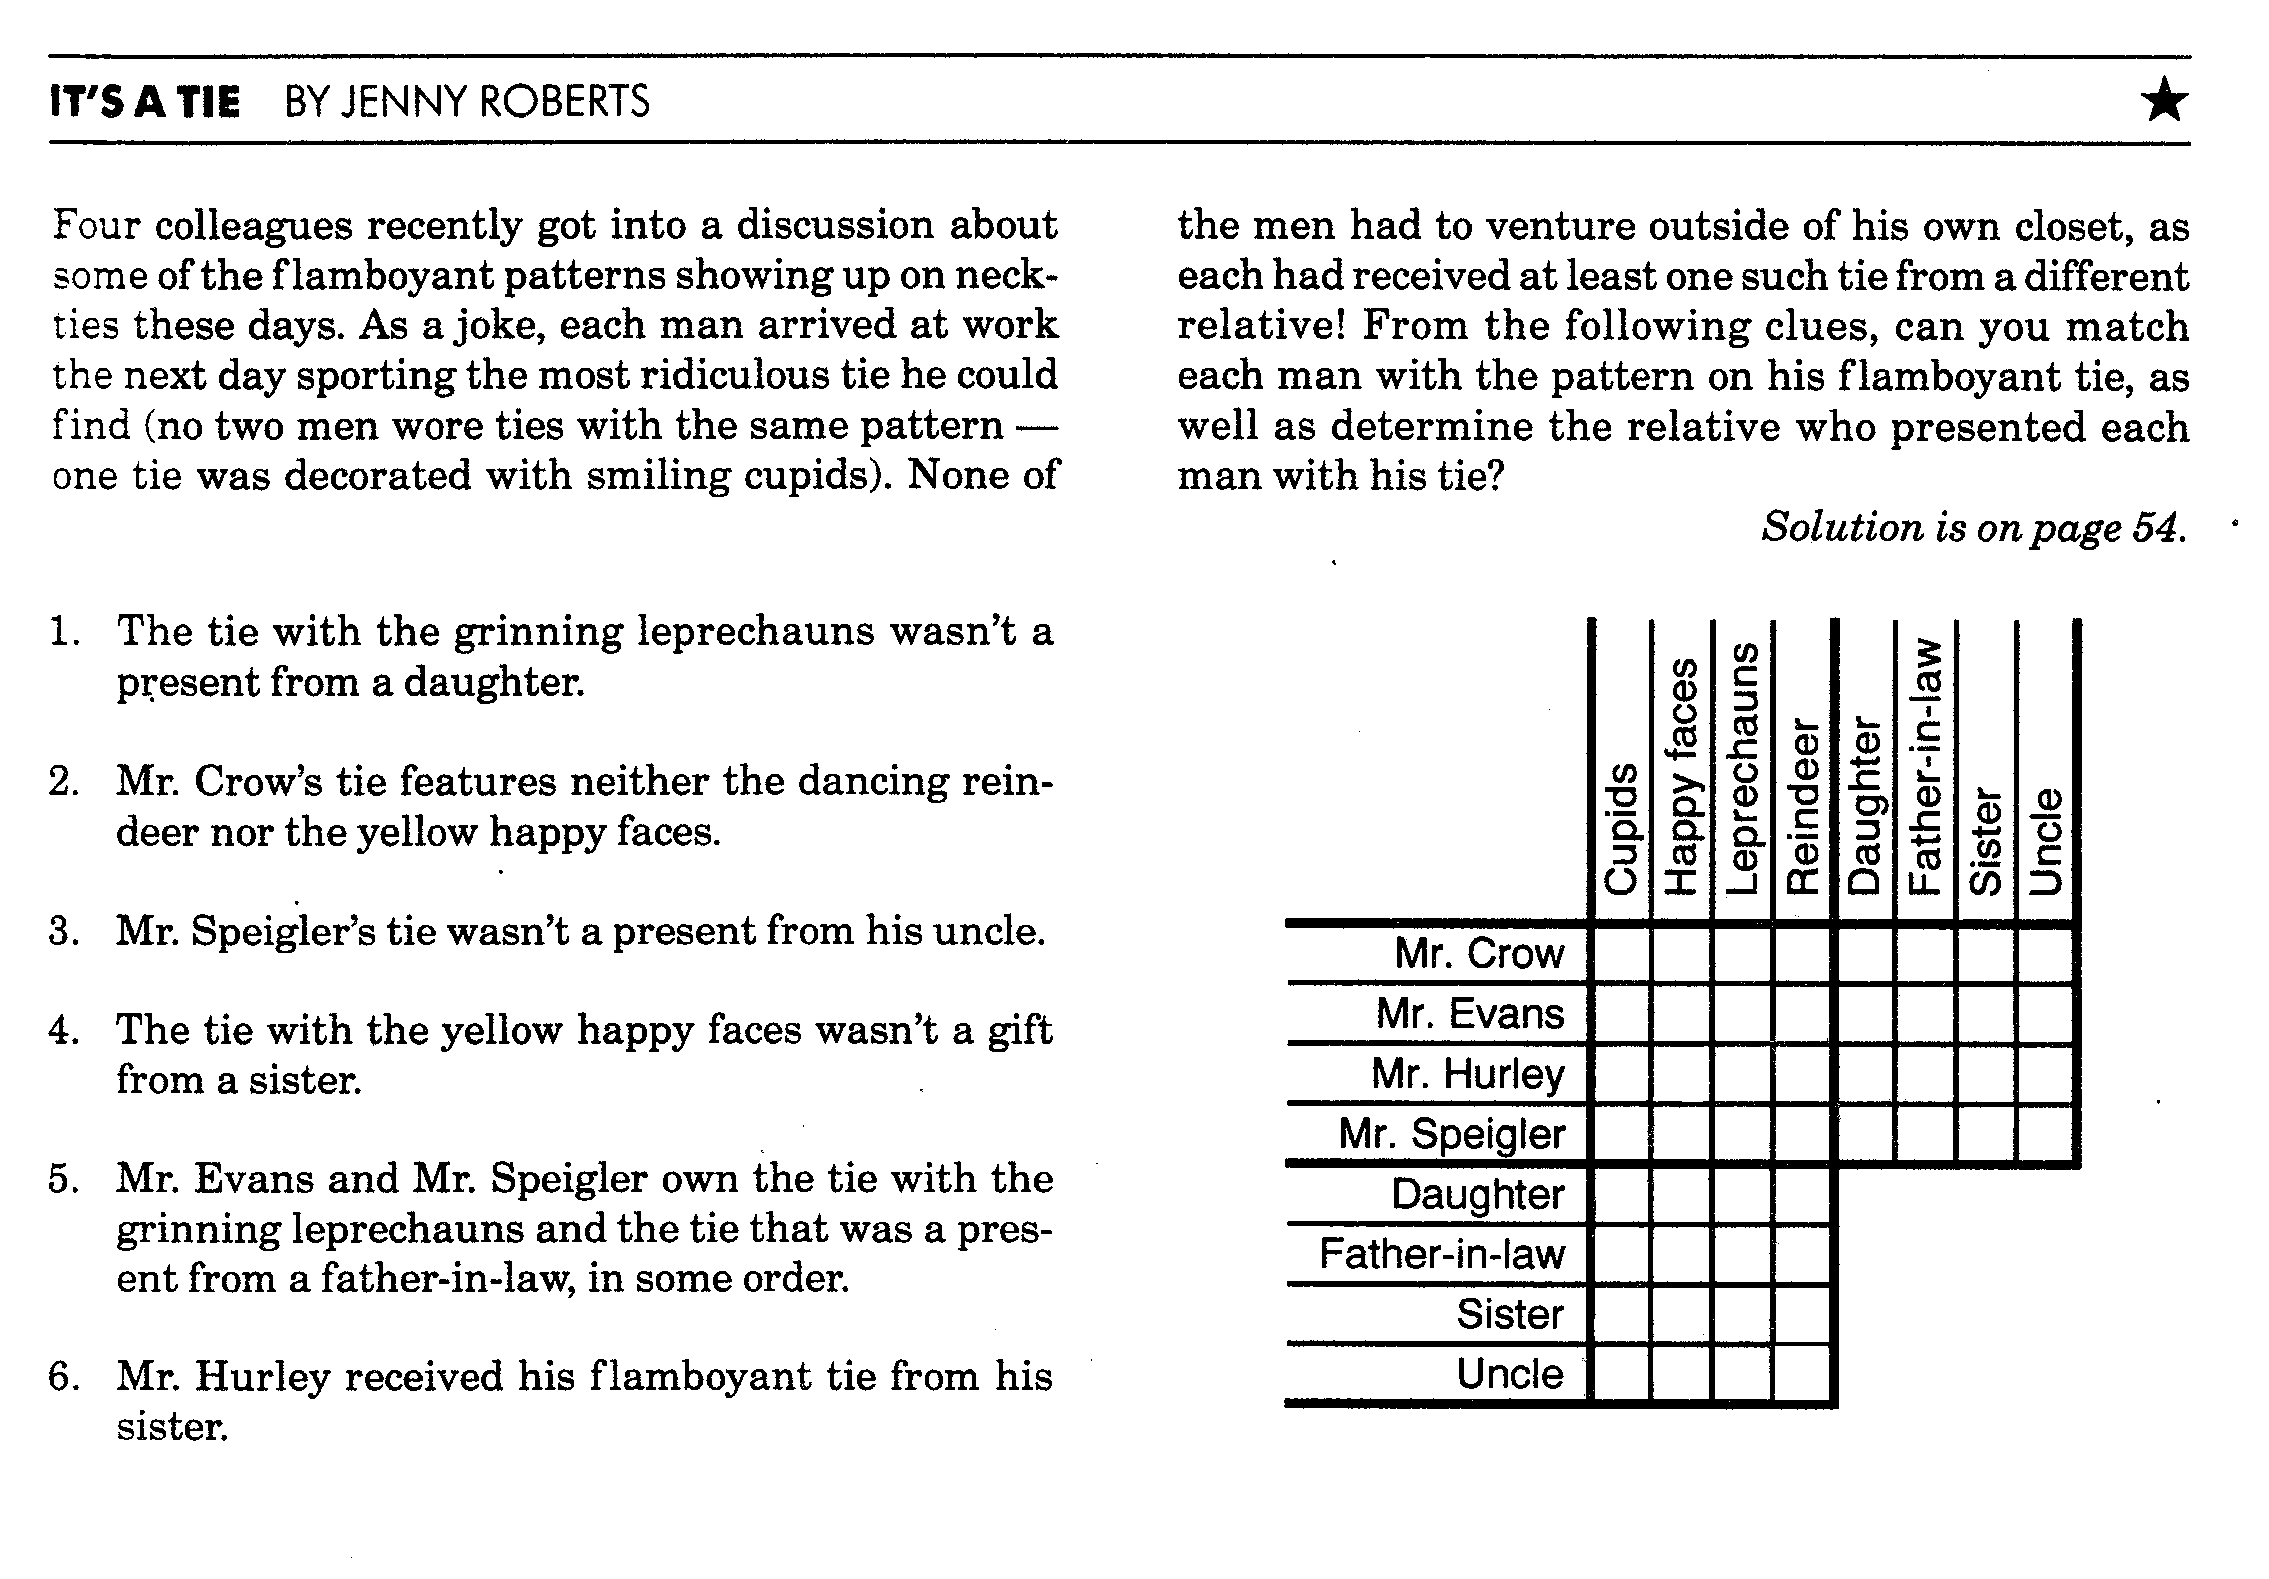 IT'S A TIE BY JENNY ROBERTS ★
Four colleagues recently got into a discussion about
some of the flamboyant patterns showing up on neck-
ties these days. As a joke, each man arrived at work
the next day sporting the most ridiculous tie he could
find (no two men wore ties with the same pattern —
one tie was decorated with smiling cupids). None of
the men had to venture outside of his own closet, as
each had received at least one such tie from a different
relative! From the following clues, can you match
each man with the pattern on his flamboyant tie, as
well as determine the relative who presented each
man with his tie?
Solution is on page 54.
1. The tie with the grinning leprechauns wasn't a
present from a daughter.
2. Mr. Crow's tie features neither the dancing rein-
deer nor the yellow happy faces.
3. Mr. Speigler's tie wasn't a present from his uncle.
4. The tie with the yellow happy faces wasn't a gift
from a sister.
5. Mr. Evans and Mr. Speigler own the tie with the
grinning leprechauns and the tie that was a pres-
ent from a father-in-law, in some order.
6. Mr. Hurley received his flamboyant tie from his
sister.
Cupids
Happy faces
Leprechauns
Reindeer
Daughter
Father-in-law
Sister
Uncle
Mr. Crow
Mr. Evans
Mr. Hurley
Mr. Speigler
Daughter
Father-in-law
Sister
Uncle